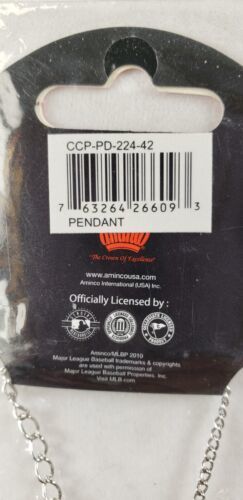 CCP-PD-224-42
7 63264 26609 3
PENDANT
"The Crown Of Excellence"
www.amincousa.com
Aminco International (USA) Inc.
Officially Licensed by :
Aminco/MLBP 2010
Major League Baseball trademarks & copyrights
are used with permission of
Major League Baseball Properties, Inc.
Visit MLB.com